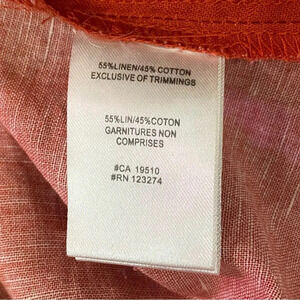 55%LINEN/45% COTTON
EXCLUSIVE OF TRIMMINGS
55%LIN/45%COTON
GARNITURES NON
COMPRISES
#CA 19510
#RN 123274